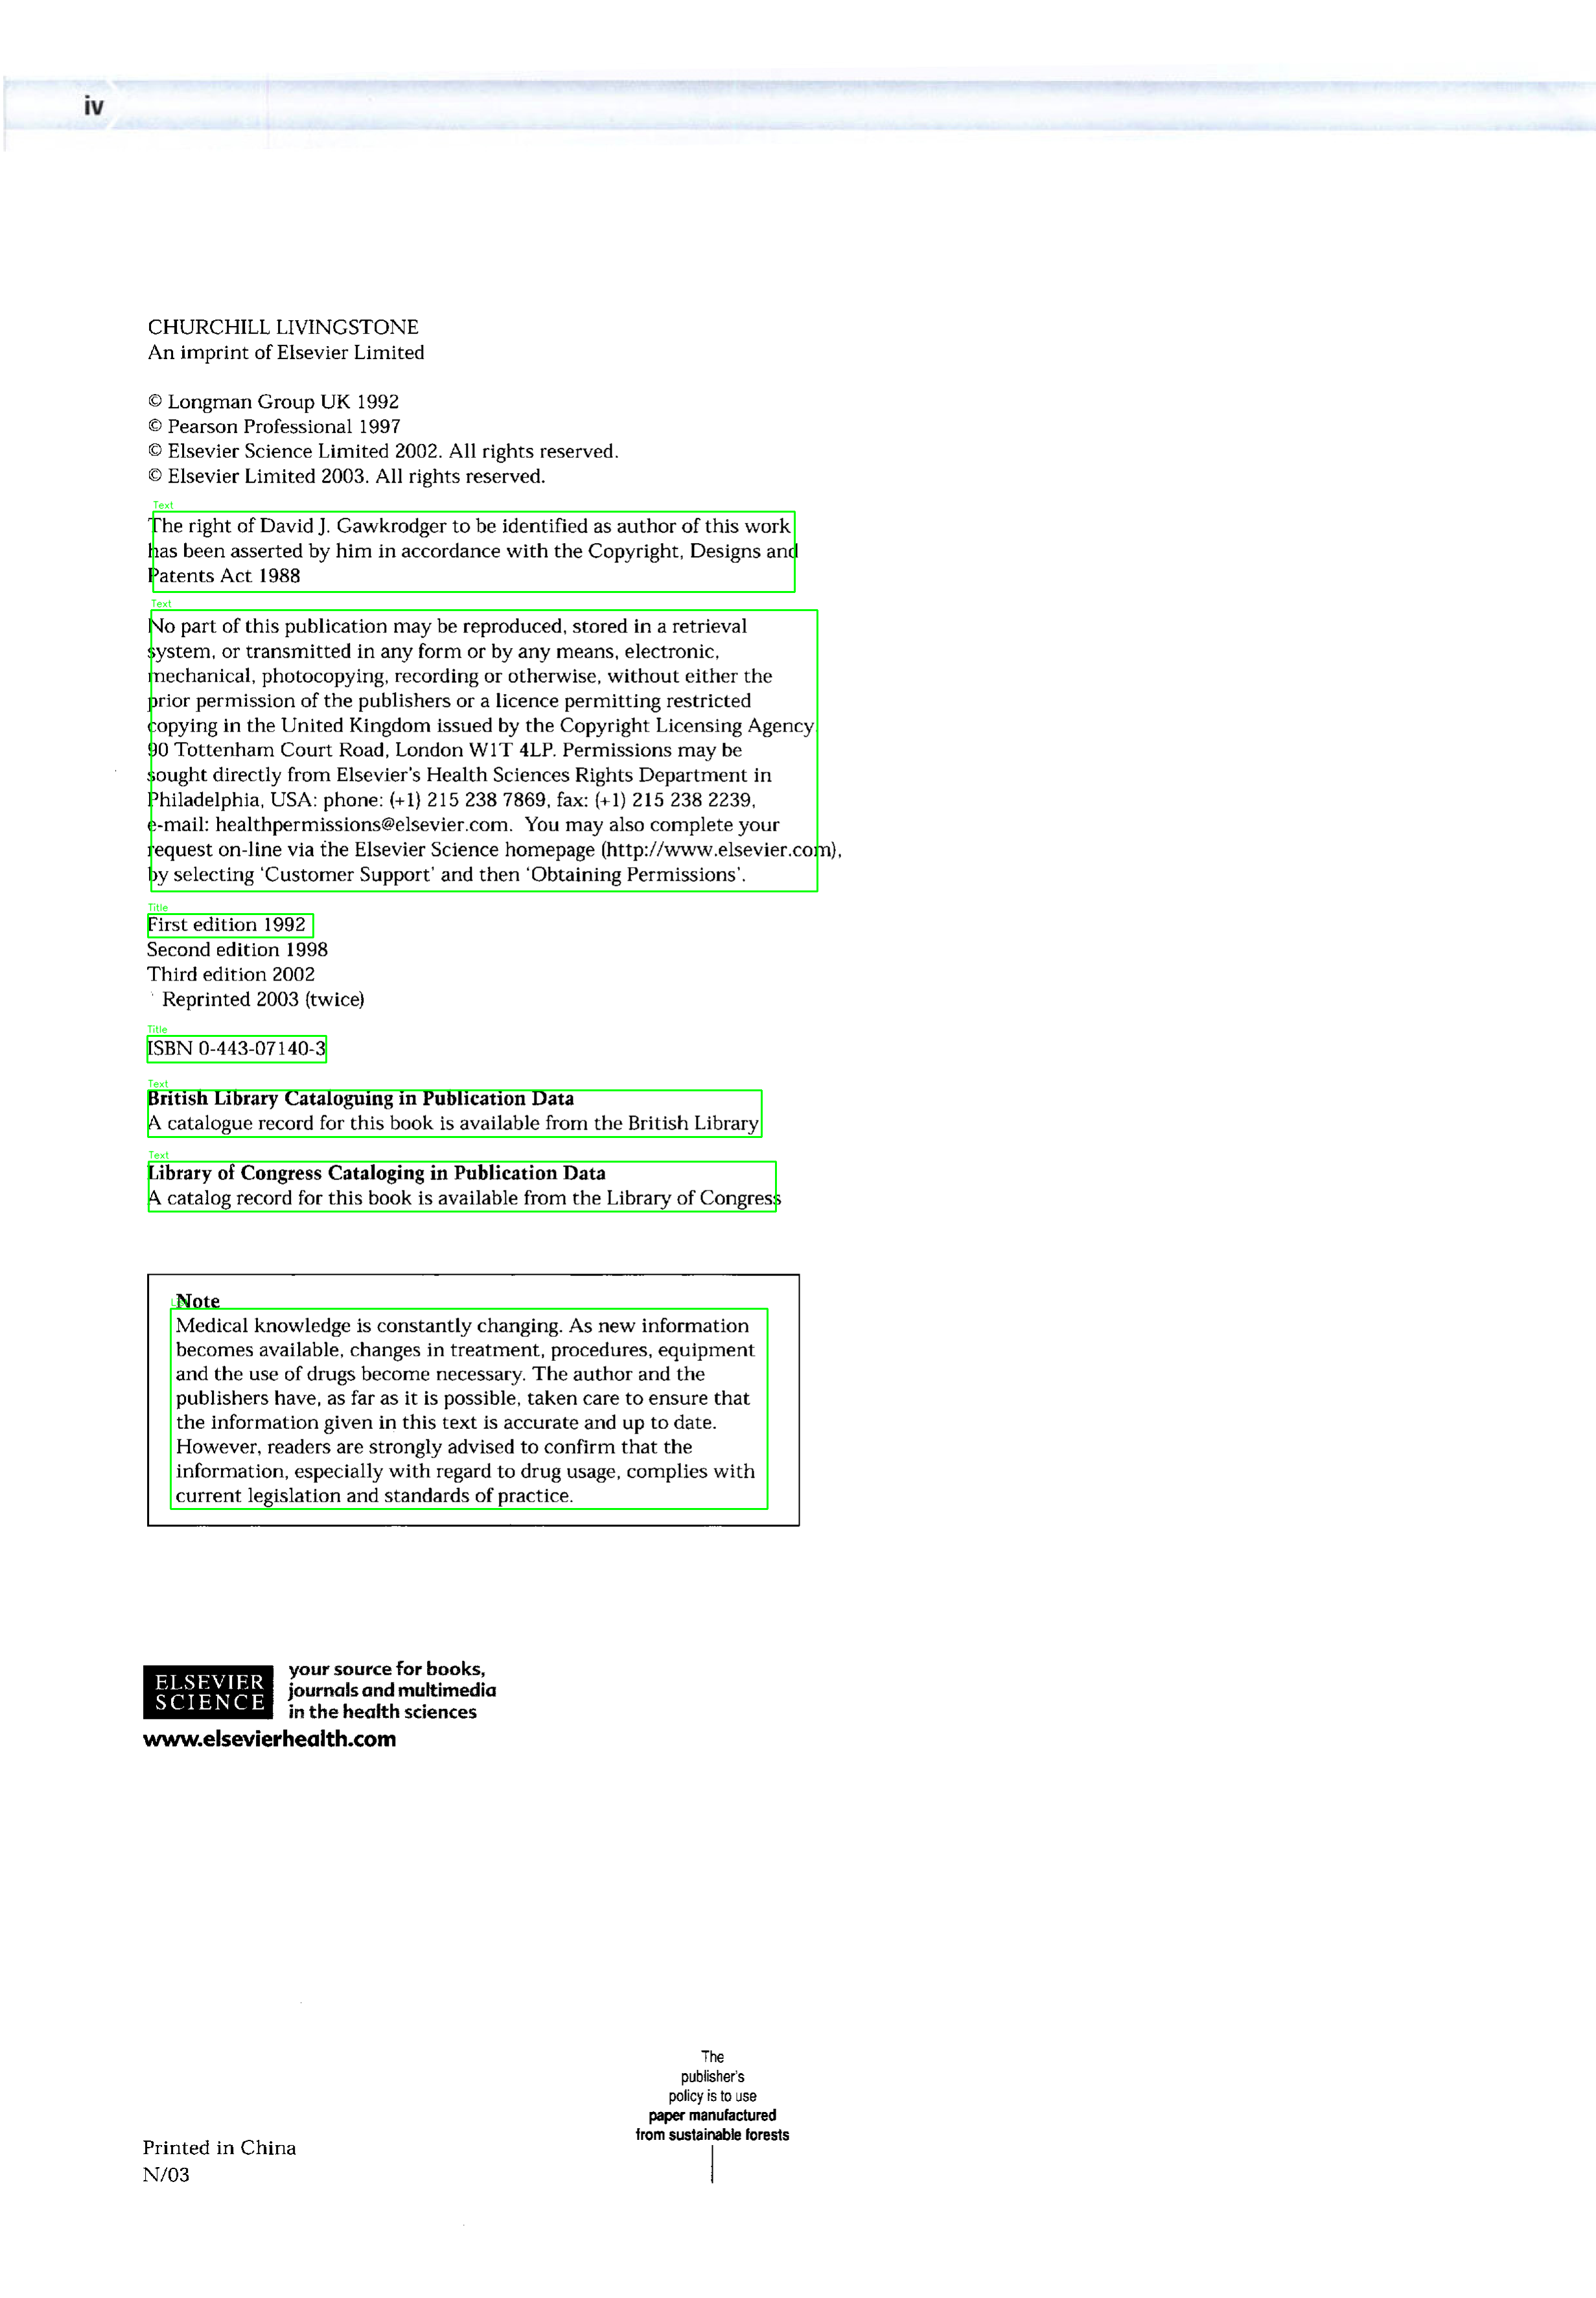 iv
CHURCHILL LIVINGSTONE
An imprint of Elsevier Limited
© Longman Group UK 1992
© Pearson Professional 1997
© Elsevier Science Limited 2002. All rights reserved.
© Elsevier Limited 2003. All rights reserved.
Text
The right of David J. Gawkrodger to be identified as author of this work
has been asserted by him in accordance with the Copyright, Designs and
Patents Act 1988
Text
No part of this publication may be reproduced, stored in a retrieval
system, or transmitted in any form or by any means, electronic,
mechanical, photocopying, recording or otherwise, without either the
prior permission of the publishers or a licence permitting restricted
copying in the United Kingdom issued by the Copyright Licensing Agency,
90 Tottenham Court Road, London W1T 4LP. Permissions may be
sought directly from Elsevier's Health Sciences Rights Department in
Philadelphia, USA: phone: (+1) 215 238 7869, fax: (+1) 215 238 2239,
e-mail: healthpermissions@elsevier.com. You may also complete your
request on-line via the Elsevier Science homepage (http://www.elsevier.com),
by selecting 'Customer Support' and then 'Obtaining Permissions'.
Title
First edition 1992
Second edition 1998
Third edition 2002
Reprinted 2003 (twice)
Title
ISBN 0-443-07140-3
Text
British Library Cataloguing in Publication Data
A catalogue record for this book is available from the British Library
Text
Library of Congress Cataloging in Publication Data
A catalog record for this book is available from the Library of Congress
Note
Medical knowledge is constantly changing. As new information
becomes available, changes in treatment, procedures, equipment
and the use of drugs become necessary. The author and the
publishers have, as far as it is possible, taken care to ensure that
the information given in this text is accurate and up to date.
However, readers are strongly advised to confirm that the
information, especially with regard to drug usage, complies with
current legislation and standards of practice.
ELSEVIER
SCIENCE
your source for books,
journals and multimedia
in the health sciences
www.elsevierhealth.com
The
publisher's
policy is to use
paper manufactured
from sustainable forests
Printed in China
N/03